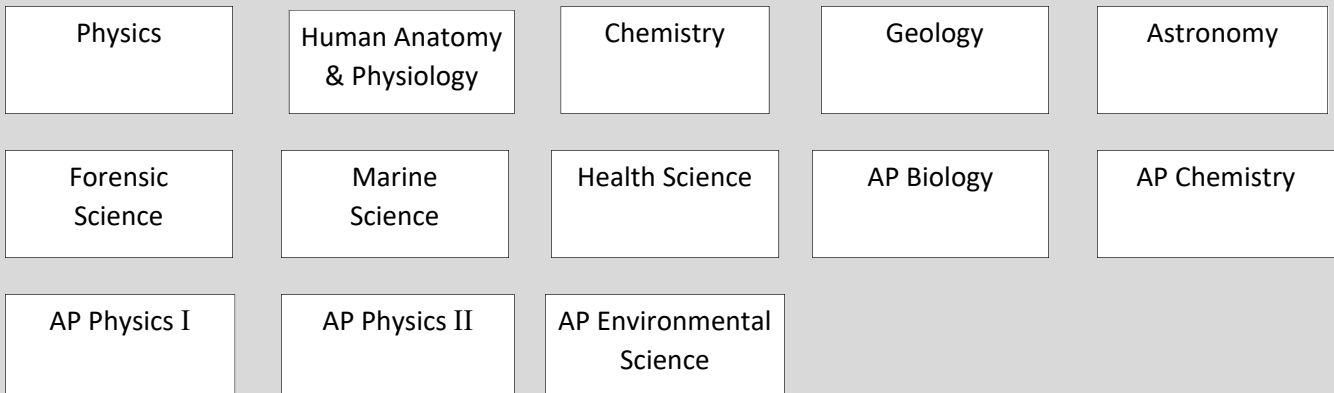 Physics
Human Anatomy
& Physiology
Chemistry
Geology
Astronomy
Forensic
Science
Marine
Science
Health Science
AP Biology
AP Chemistry
AP Physics I
AP Physics II
AP Environmental
Science